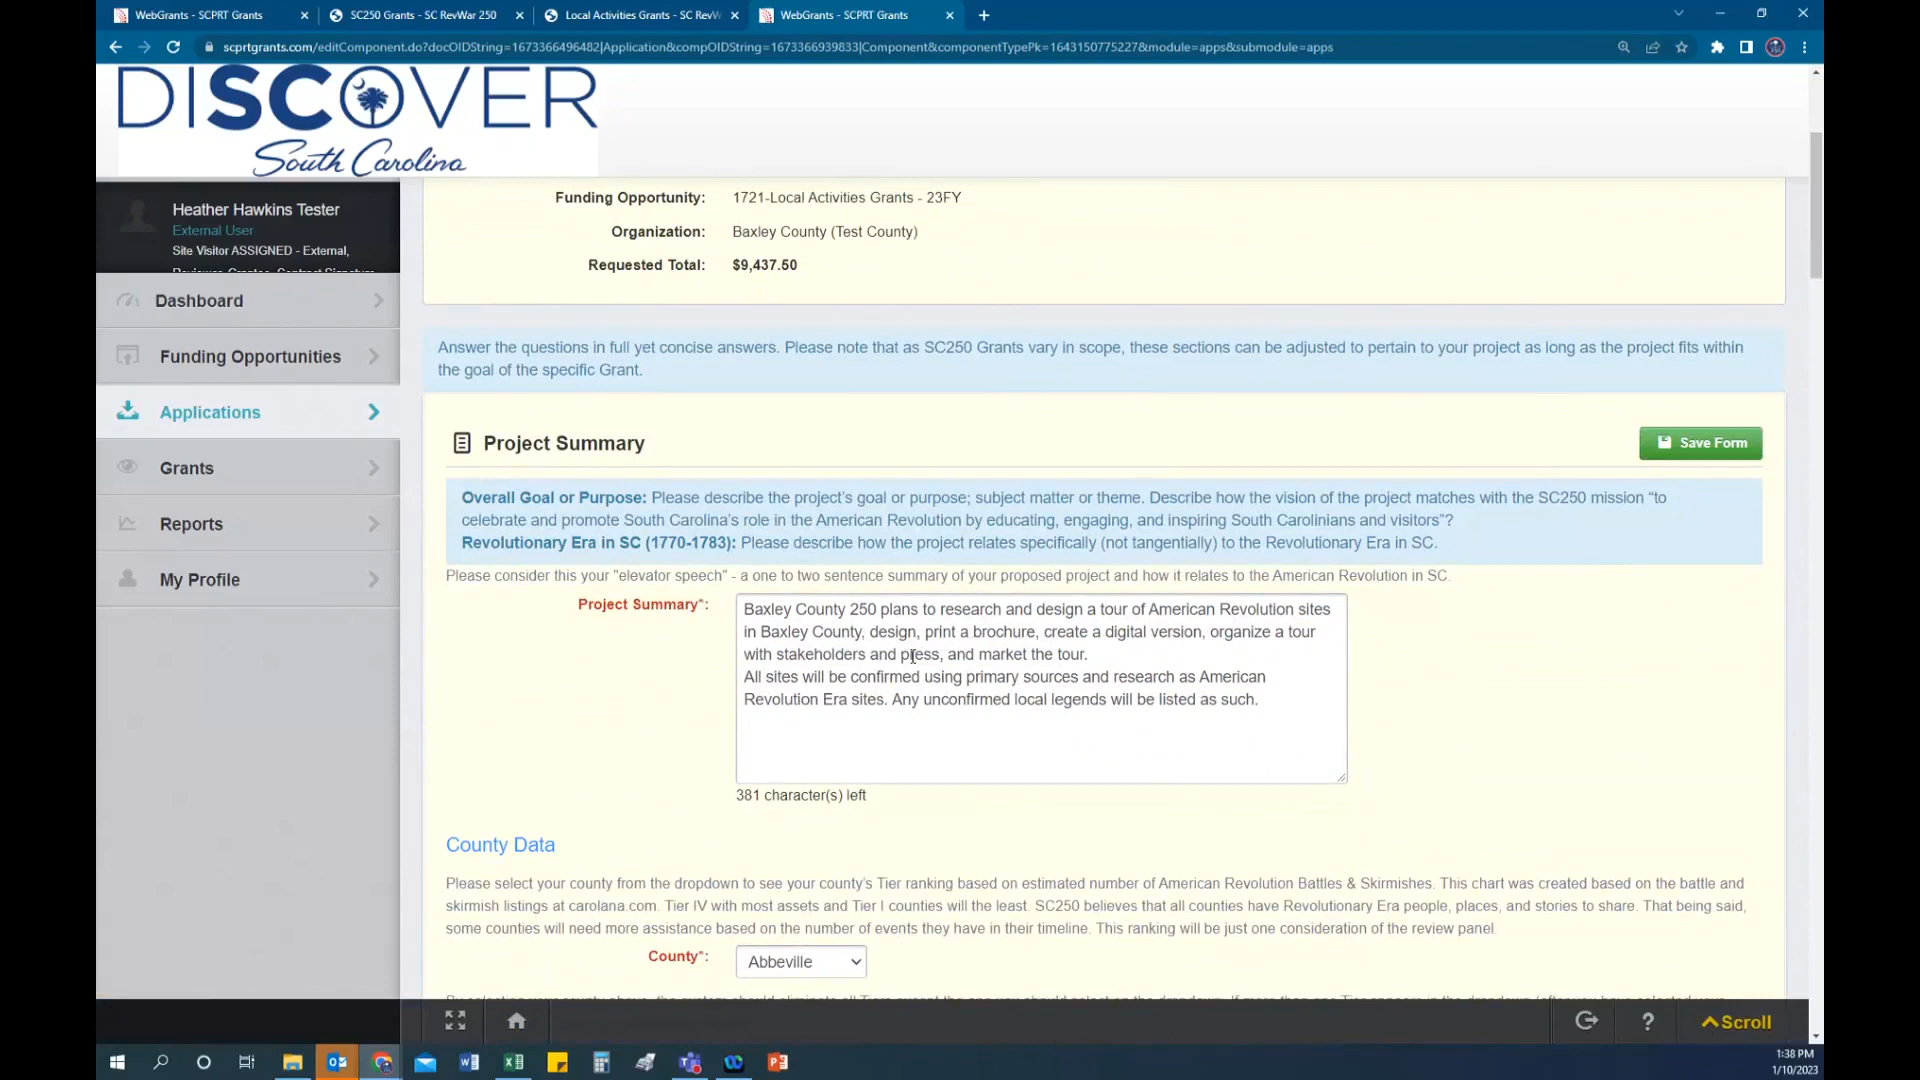 WebGrants - SCPRT Grants
SC250 Grants - SC RevWar 250
Local Activities Grants - SC RevW
WebGrants - SCPRT Grants
scprtgrants.com/editComponent.do?docOIDString=1673366496482|Application&compOIDString=1673366939833|Component&componentTypePk=1643150775227&module=apps&submodule=apps
DISCOVER
South Carolina
Heather Hawkins Tester
External User
Site Visitor ASSIGNED - External,
Reviewer, Grantee, Contract Signature
Dashboard
Funding Opportunities
Applications
Grants
Reports
My Profile
Funding Opportunity: 1721-Local Activities Grants - 23FY
Organization: Baxley County (Test County)
Requested Total: $9,437.50
Answer the questions in full yet concise answers. Please note that as SC250 Grants vary in scope, these sections can be adjusted to pertain to your project as long as the project fits within
the goal of the specific Grant.
Project Summary
Save Form
Overall Goal or Purpose: Please describe the project's goal or purpose; subject matter or theme. Describe how the vision of the project matches with the SC250 mission “to
celebrate and promote South Carolina's role in the American Revolution by educating, engaging, and inspiring South Carolinians and visitors”?
Revolutionary Era in SC (1770-1783): Please describe how the project relates specifically (not tangentially) to the Revolutionary Era in SC.
Please consider this your "elevator speech" - a one to two sentence summary of your proposed project and how it relates to the American Revolution in SC.
Project Summary*:
Baxley County 250 plans to research and design a tour of American Revolution sites
in Baxley County, design, print a brochure, create a digital version, organize a tour
with stakeholders and press, and market the tour.
All sites will be confirmed using primary sources and research as American
Revolution Era sites. Any unconfirmed local legends will be listed as such.
381 character(s) left
County Data
Please select your county from the dropdown to see your county's Tier ranking based on estimated number of American Revolution Battles & Skirmishes. This chart was created based on the battle and
skirmish listings at carolana.com. Tier IV with most assets and Tier I counties will the least. SC250 believes that all counties have Revolutionary Era people, places, and stories to share. That being said,
some counties will need more assistance based on the number of events they have in their timeline. This ranking will be just one consideration of the review panel.
County*: Abbeville
Scroll
1:38 PM
1/10/2023